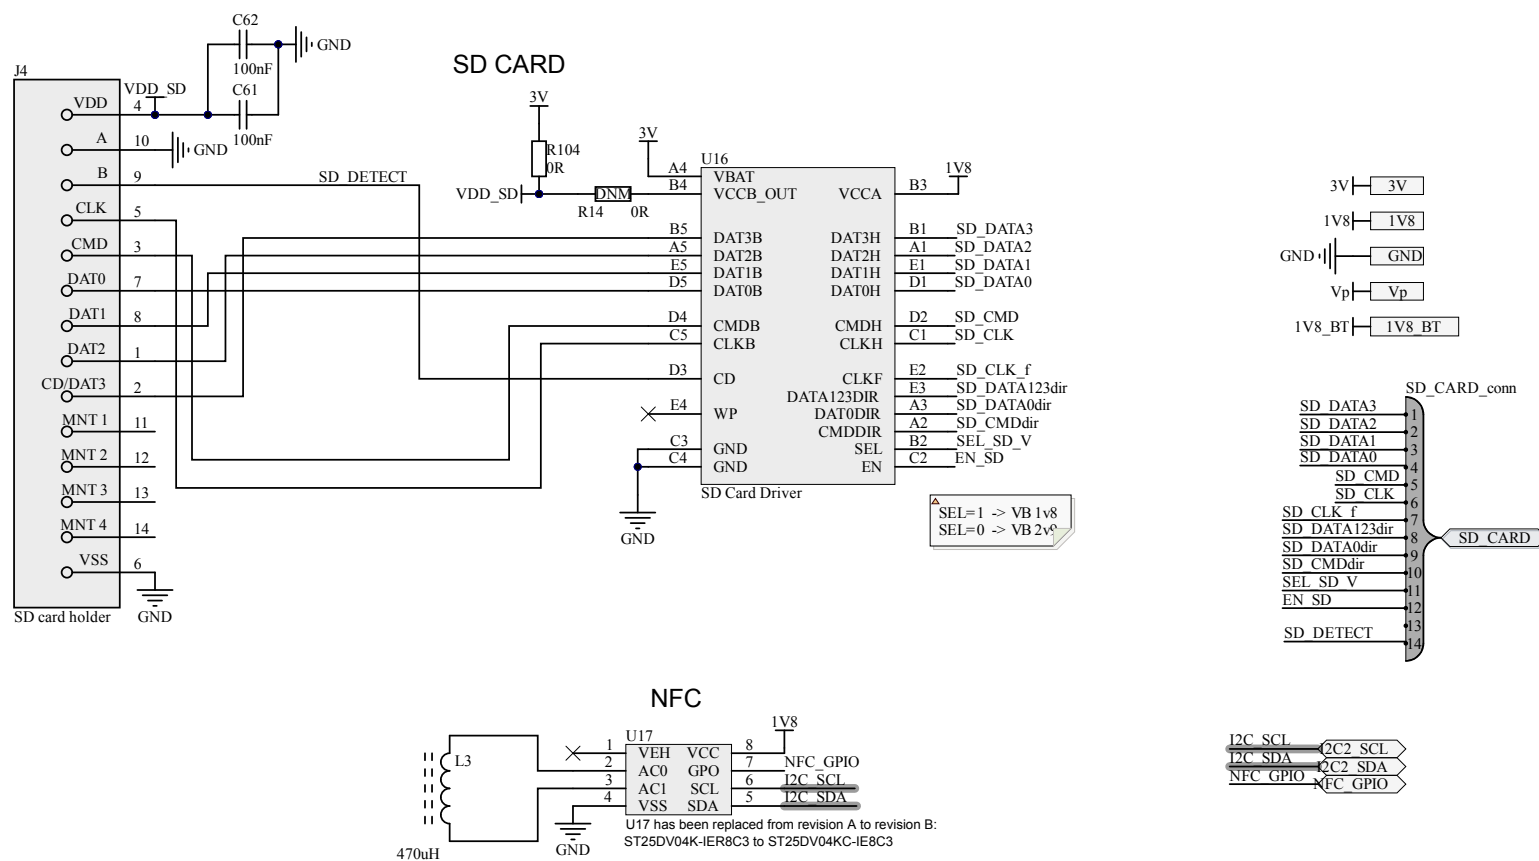 SD CARD
C62
100nF
GND
C61
100nF
J4
VDD_SD
VDD 4
A 10
GND
B 9
SD_DETECT
CLK 5
CMD 3
DAT0 7
DAT1 8
DAT2 1
CD/DAT3 2
MNT 1 11
MNT 2 12
MNT 3 13
MNT 4 14
VSS 6
GND
SD card holder
3V
R104
0R
VDD_SD
DNM
R14 0R
3V
U16
A4 VBAT
B4 VCCB_OUT
VCCA B3
1V8
B5 DAT3B
DAT3H B1 SD_DATA3
A5 DAT2B
DAT2H A1 SD_DATA2
E5 DAT1B
DAT1H E1 SD_DATA1
D5 DAT0B
DAT0H D1 SD_DATA0
D4 CMDB
CMDH D2 SD_CMD
C5 CLKB
CLKH C1 SD_CLK
D3 CD
CLKF E2 SD_CLK_f
DATA123DIR E3 SD_DATA123dir
E4 WP
DAT0DIR A3 SD_DATA0dir
CMDDIR A2 SD_CMDdir
C3 GND
SEL B2 SEL_SD_V
C4 GND
EN C2 EN_SD
SD Card Driver
GND
SEL=1 -> VB 1v8
SEL=0 -> VB 2v9
3V 3V
1V8 1V8
GND GND
Vp Vp
1V8_BT 1V8_BT
SD_CARD_conn
SD_DATA3 1
SD_DATA2 2
SD_DATA1 3
SD_DATA0 4
SD_CMD 5
SD_CLK 6
SD_CLK_f 7
SD_DATA123dir 8
SD_DATA0dir 9
SD_CMDdir 10
SEL_SD_V 11
EN_SD 12
13
SD_DETECT 14
SD_CARD
NFC
L3
470uH
U17
1 VEH
VCC 8
1V8
2 AC0
GPO 7 NFC_GPIO
3 AC1
SCL 6 I2C_SCL
4 VSS
SDA 5 I2C_SDA
GND
U17 has been replaced from revision A to revision B:
ST25DV04K-IER8C3 to ST25DV04KC-IE8C3
I2C_SCL I2C2_SCL
I2C_SDA I2C2_SDA
NFC_GPIO NFC_GPIO